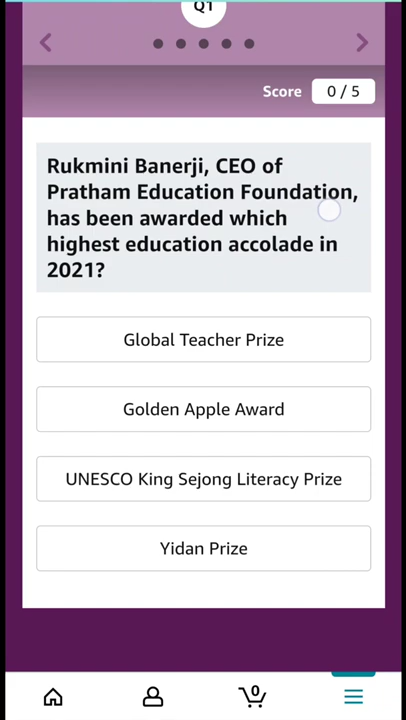 Q1
Score 0 / 5
Rukmini Banerji, CEO of
Pratham Education Foundation,
has been awarded which
highest education accolade in
2021?
Global Teacher Prize
Golden Apple Award
UNESCO King Sejong Literacy Prize
Yidan Prize
0